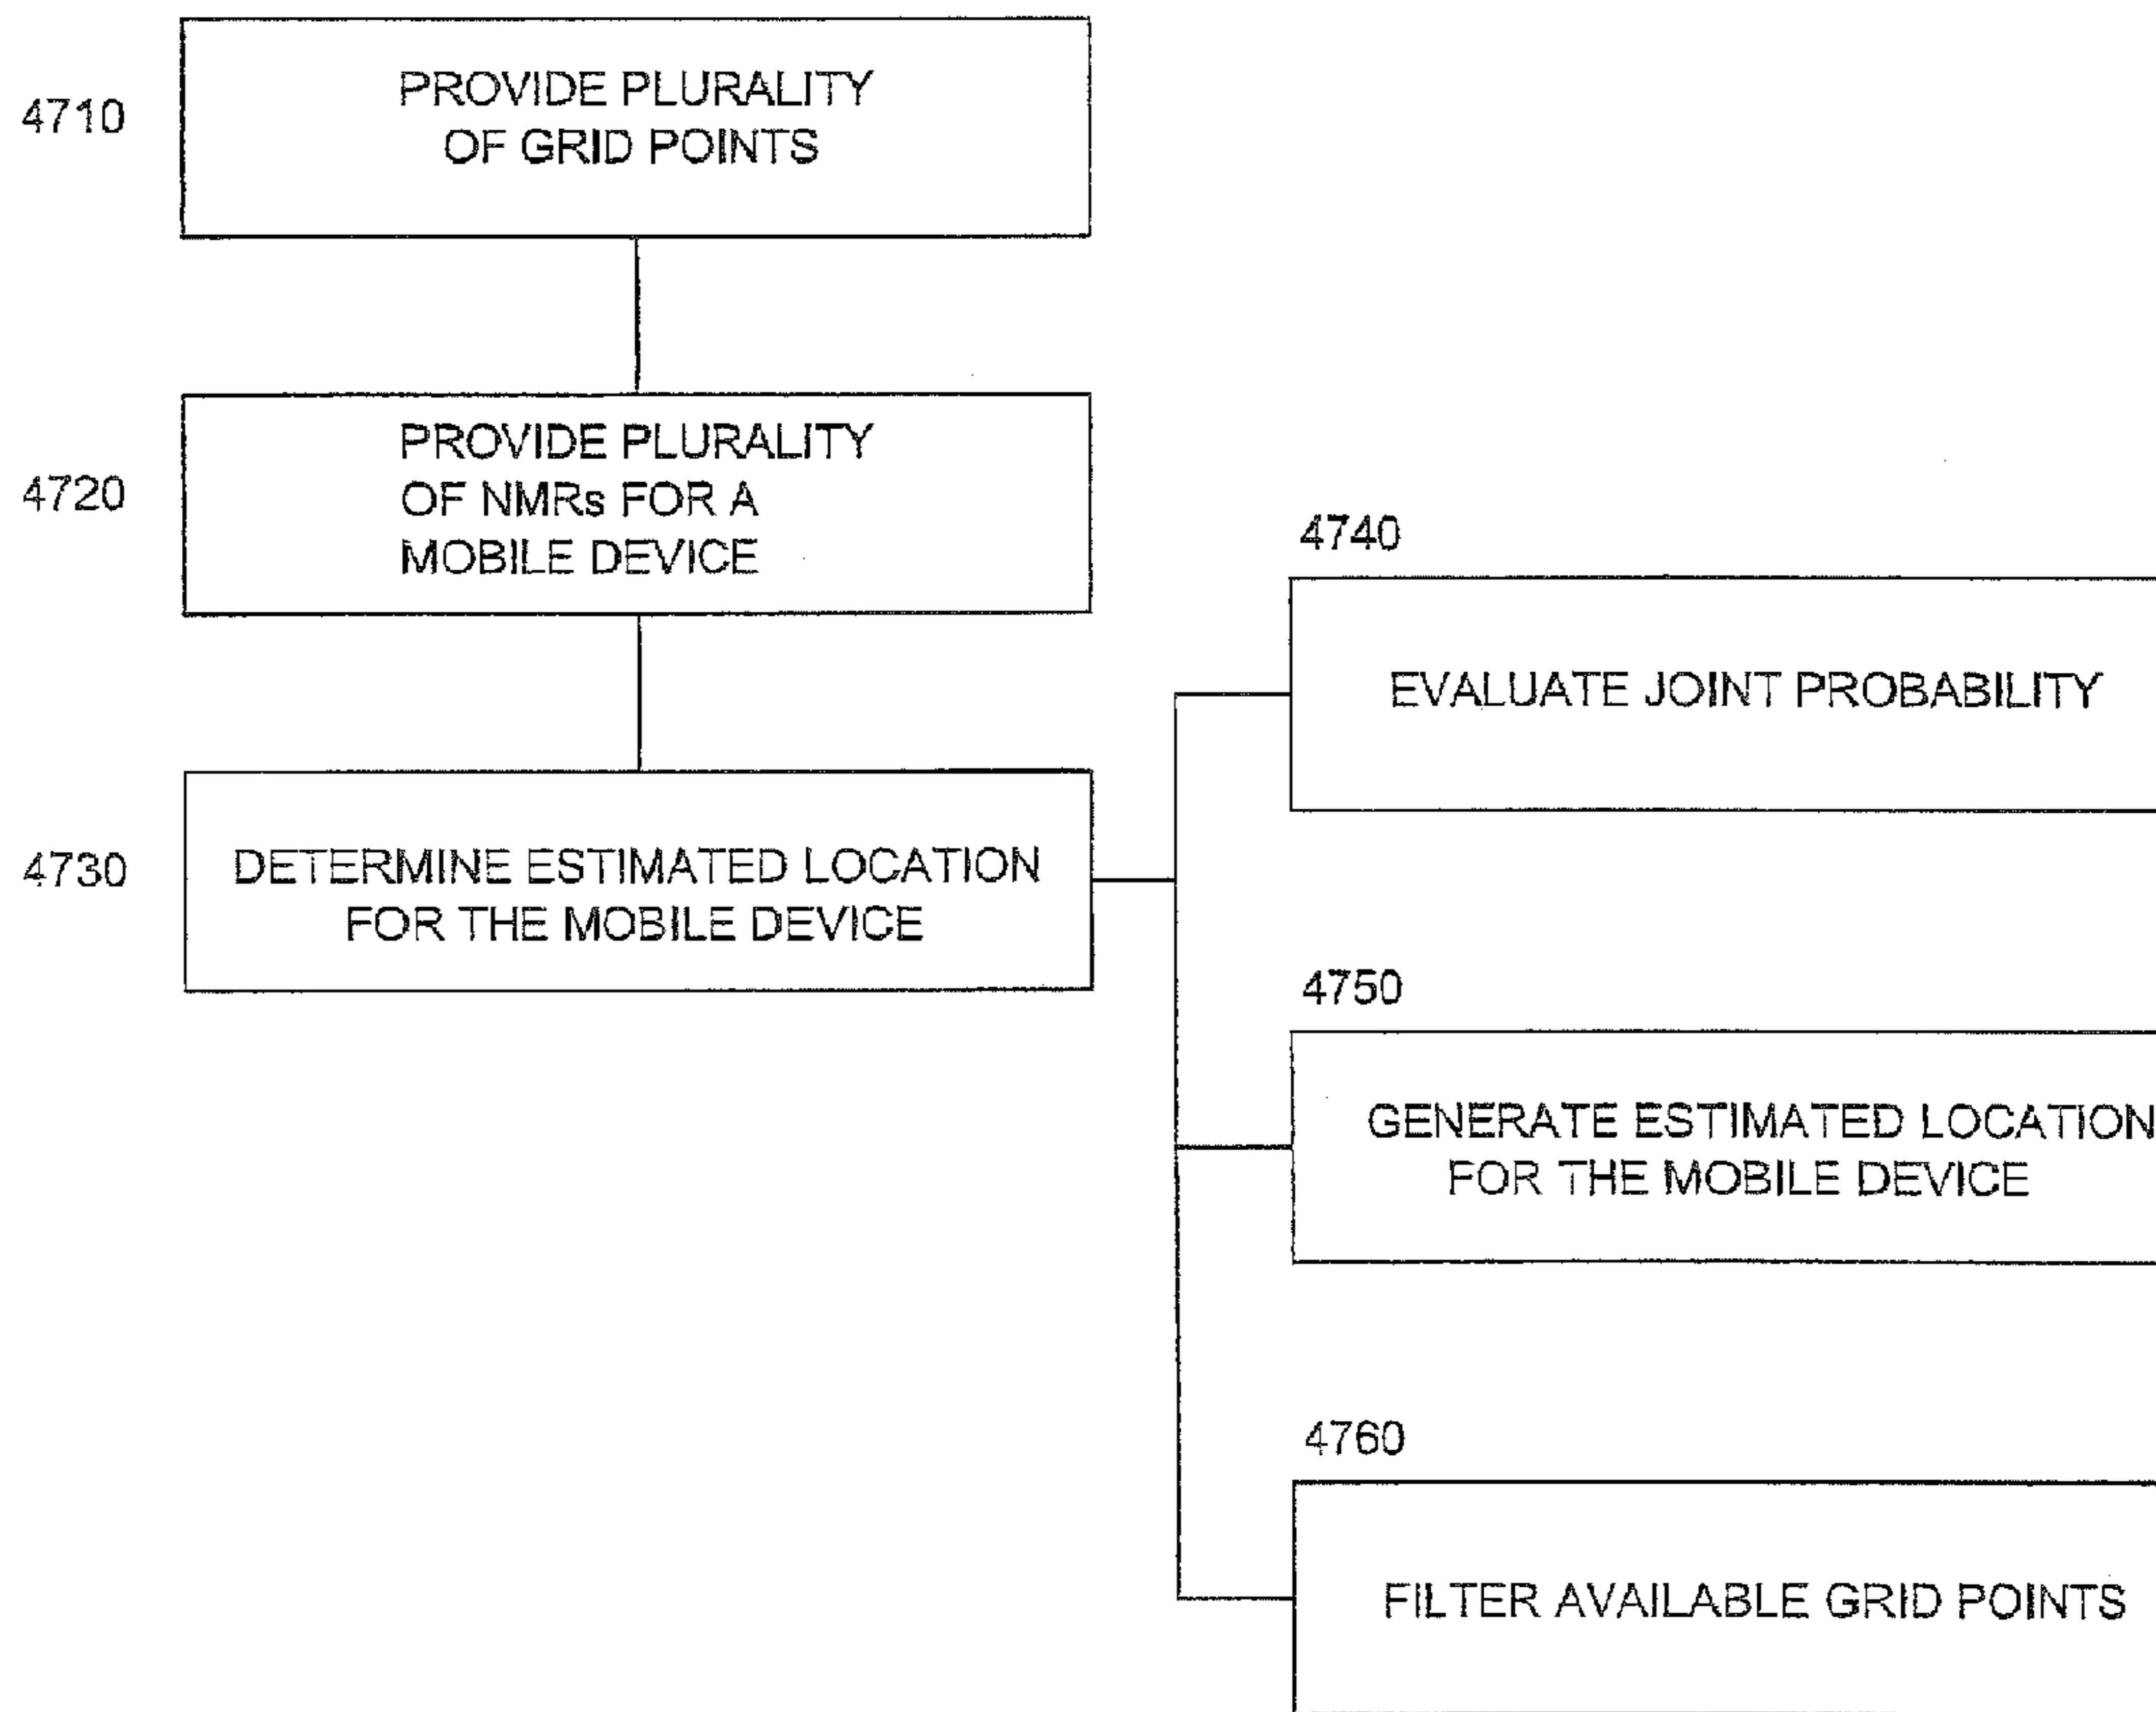 4710
PROVIDE PLURALITY
OF GRID POINTS
4720
PROVIDE PLURALITY
OF NMRs FOR A
MOBILE DEVICE
4730
DETERMINE ESTIMATED LOCATION
FOR THE MOBILE DEVICE
4740
EVALUATE JOINT PROBABILITY
4750
GENERATE ESTIMATED LOCATION
FOR THE MOBILE DEVICE
4760
FILTER AVAILABLE GRID POINTS